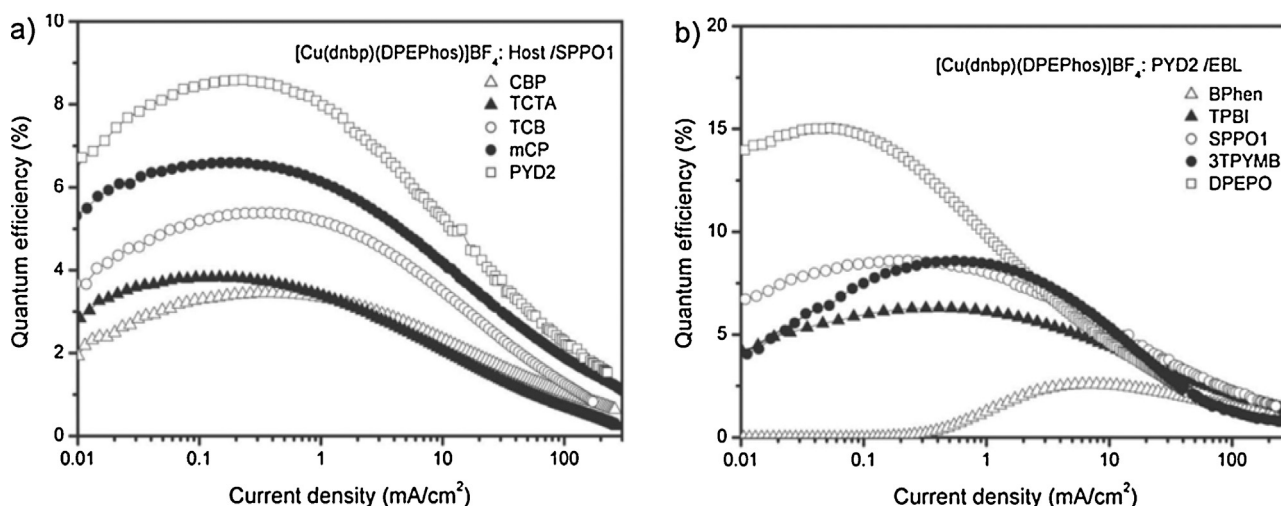 a)
[Cu(dnbp)(DPEPhos)]BF4: Host /SPPO1
CBP
TCTA
TCB
mCP
PYD2
Quantum efficiency (%)
10
8
6
4
2
0
0.01
0.1
1
10
100
Current density (mA/cm2)
b)
[Cu(dnbp)(DPEPhos)]BF4: PYD2 /EBL
BPhen
TPBI
SPPO1
3TPYMB
DPEPO
Quantum efficiency (%)
20
15
10
5
0
0.01
0.1
1
10
100
Current density (mA/cm2)